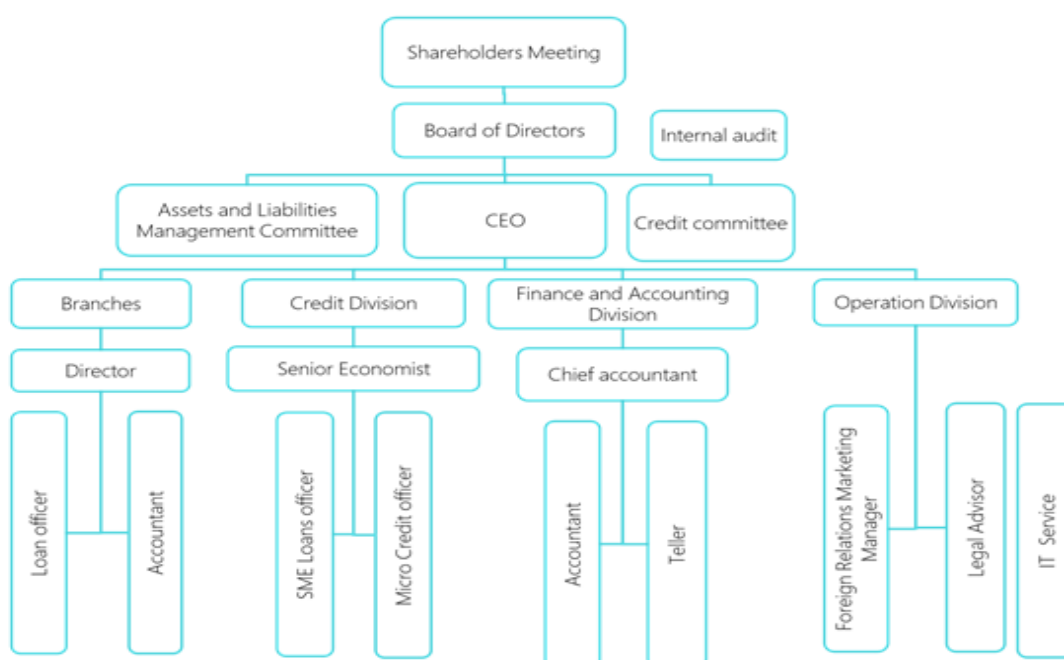 Shareholders Meeting
Board of Directors
Internal audit
Assets and Liabilities
Management Committee
CEO
Credit committee
Branches
Credit Division
Finance and Accounting
Division
Operation Division
Director
Senior Economist
Chief accountant
Loan officer
Accountant
SME Loans officer
Micro Credit officer
Accountant
Teller
Foreign Relations Marketing
Manager
Legal Advisor
IT Service